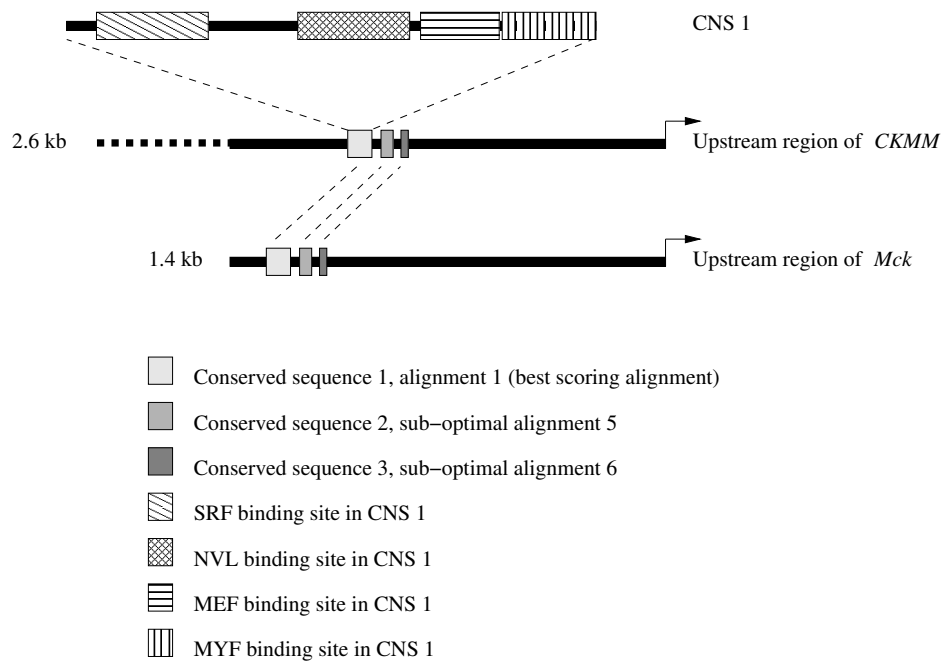 CNS 1
2.6 kb
Upstream region of CKMM
1.4 kb
Upstream region of Mck
Conserved sequence 1, alignment 1 (best scoring alignment)
Conserved sequence 2, sub−optimal alignment 5
Conserved sequence 3, sub−optimal alignment 6
SRF binding site in CNS 1
NVL binding site in CNS 1
MEF binding site in CNS 1
MYF binding site in CNS 1